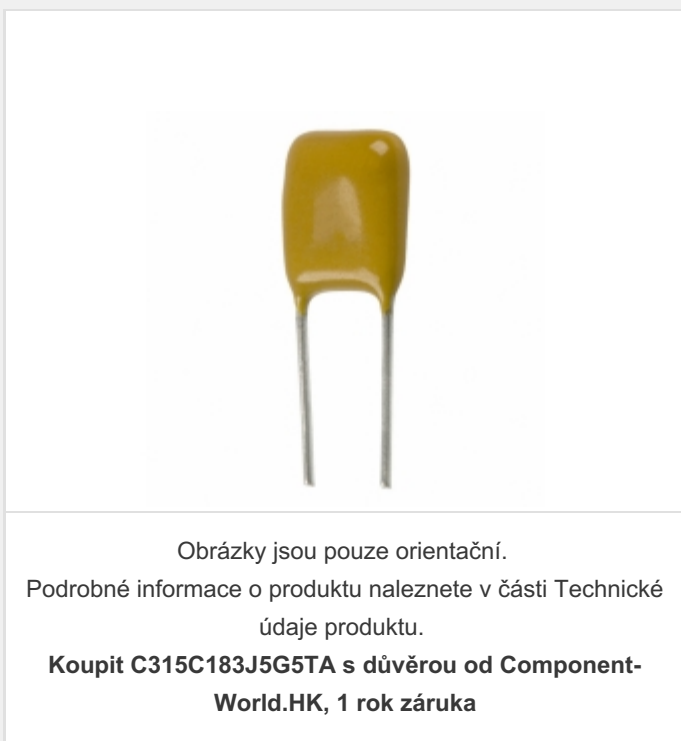 Obrázky jsou pouze orientační.
Podrobné informace o produktu naleznete v části Technické
údaje produktu.
Koupit C315C183J5G5TA s důvěrou od Component-
World.HK, 1 rok záruka